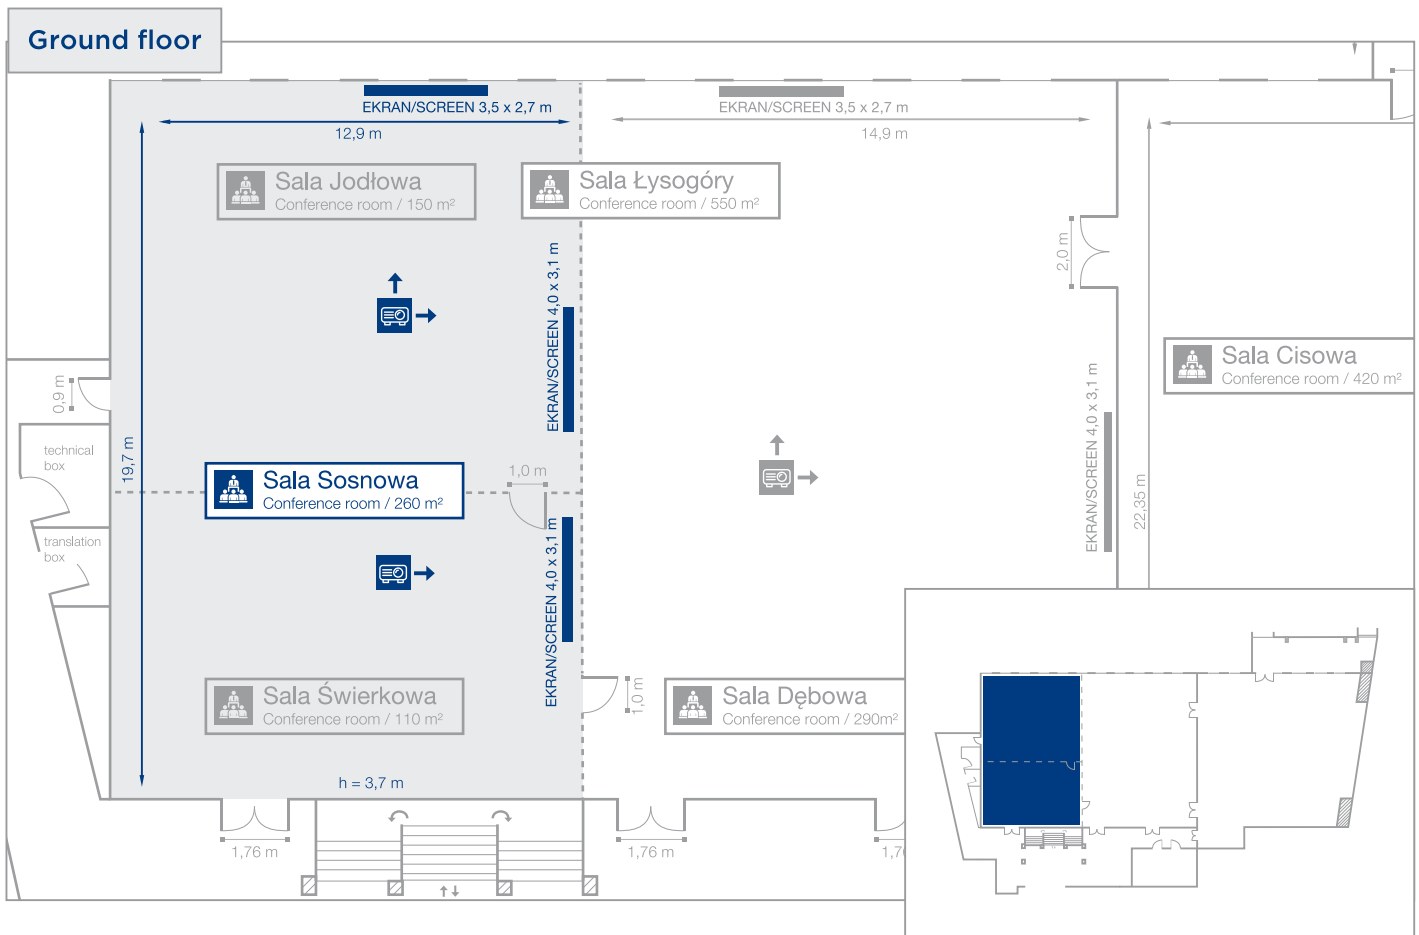 Ground floor
EKRAN/SCREEN 3,5 x 2,7 m
EKRAN/SCREEN 3,5 x 2,7 m
12,9 m
14,9 m
Sala Jodłowa
Conference room / 150 m²
Sala Łysogóry
Conference room / 550 m²
2,0 m
EKRAN/SCREEN 4,0 x 3,1 m
Sala Cisowa
Conference room / 420 m²
0,9 m
technical
box
19,7 m
Sala Sosnowa
Conference room / 260 m²
1,0 m
EKRAN/SCREEN 4,0 x 3,1 m
22,35 m
translation
box
EKRAN/SCREEN 4,0 x 3,1 m
Sala Świerkowa
Conference room / 110 m²
1,0 m
Sala Dębowa
Conference room / 290m²
h = 3,7 m
1,76 m
1,76 m
1,7